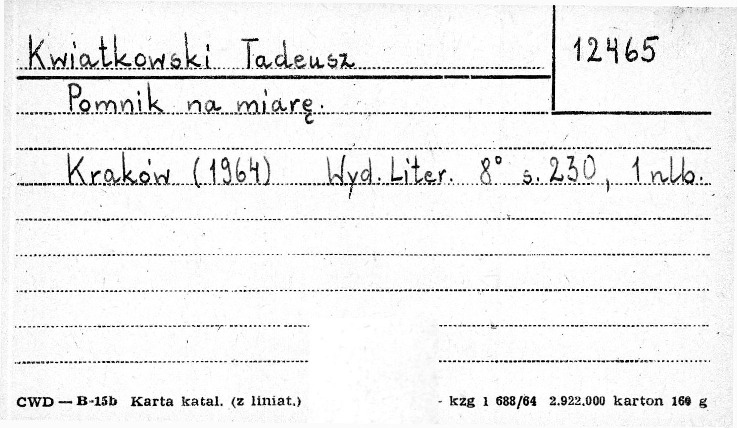 Kwiatkowski Tadeusz
12465
Pomnik na miarę.
Kraków (1964) Wyd. Liter. 8° s. 230, 1 nlb.
CWD — B-15b Karta katal. (z liniat.) - kzg 1 688/64 2.922.000 karton 160 g